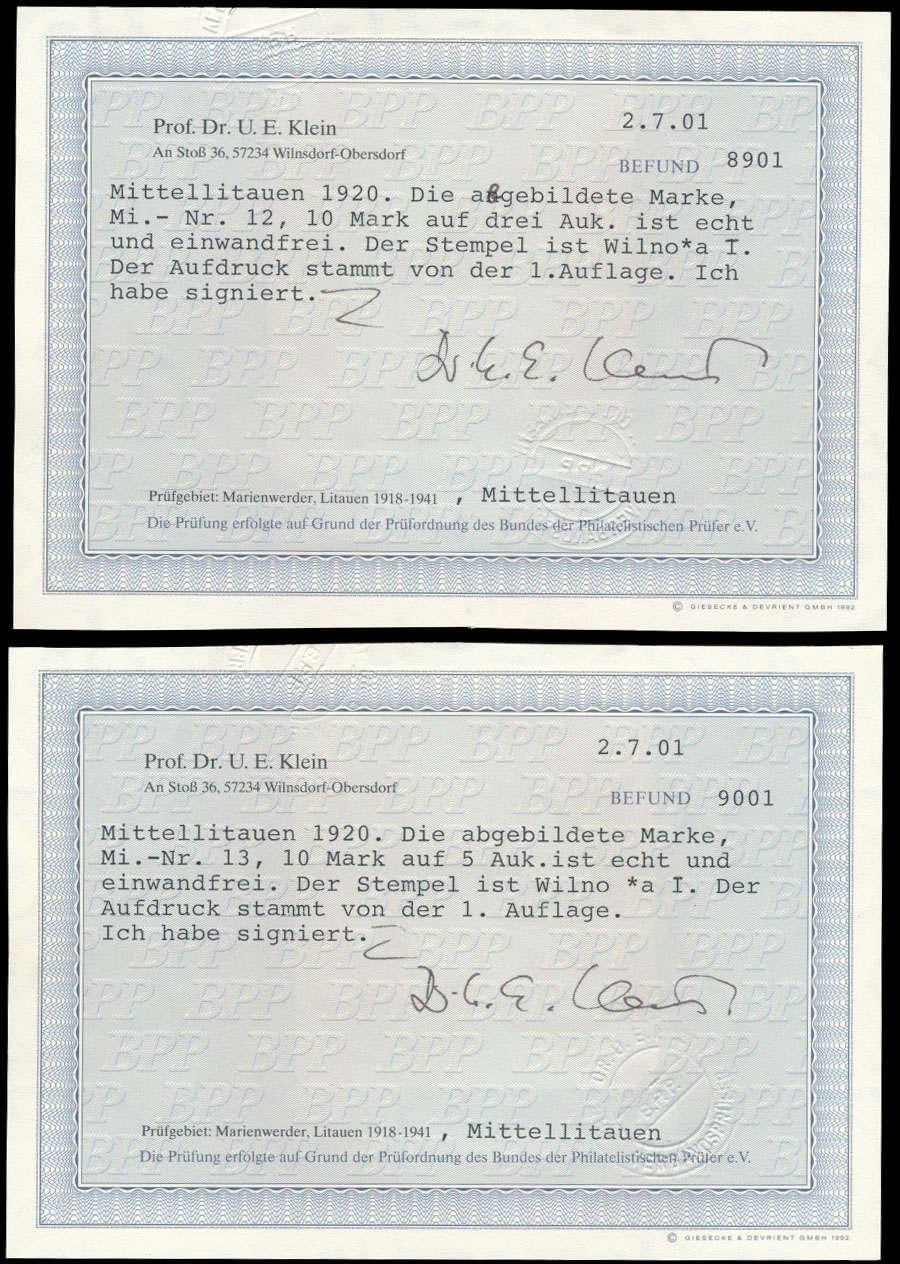 Prof. Dr. U. E. Klein
2.7.01
An Stoß 36, 57234 Wilnsdorf-Obersdorf
BEFUND 8901
Mittellitauen 1920. Die abgebildete Marke,
Mi.- Nr. 12, 10 Mark auf drei Auk. ist echt
und einwandfrei. Der Stempel ist Wilno*a I.
Der Aufdruck stammt von der 1.Auflage. Ich
habe signiert.
Dr. U. E. Klein
Prüfgebiet: Marienwerder, Litauen 1918-1941 , Mittellitauen
Die Prüfung erfolgte auf Grund der Prüfordnung des Bundes der Philatelistischen Prüfer e.V.
© GIESECKE & DEVRIENT GMBH 1992
Prof. Dr. U. E. Klein
2.7.01
An Stoß 36, 57234 Wilnsdorf-Obersdorf
BEFUND 9001
Mittellitauen 1920. Die abgebildete Marke,
Mi.-Nr. 13, 10 Mark auf 5 Auk.ist echt und
einwandfrei. Der Stempel ist Wilno *a I. Der
Aufdruck stammt von der 1. Auflage.
Ich habe signiert.
Dr. U. E. Klein
Prüfgebiet: Marienwerder, Litauen 1918-1941 , Mittellitauen
Die Prüfung erfolgte auf Grund der Prüfordnung des Bundes der Philatelistischen Prüfer e.V.
© GIESECKE & DEVRIENT GMBH 1992